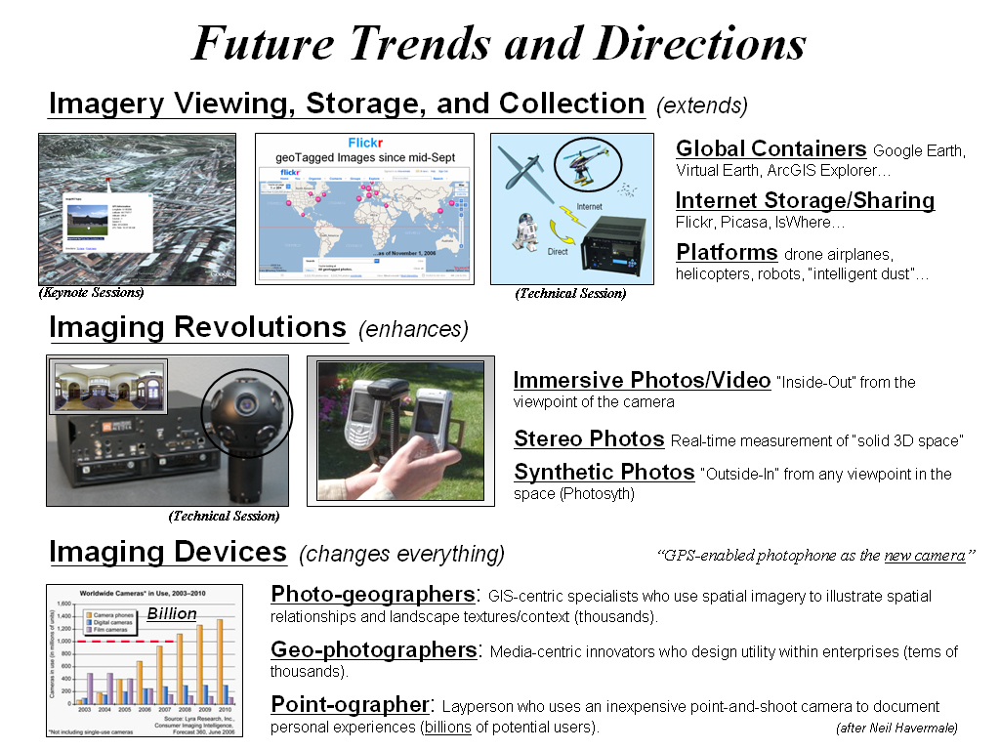 Future Trends and Directions
Imagery Viewing, Storage, and Collection (extends)
Flickr
geoTagged Images since mid-Sept
flickr
...as of November 1, 2006
Google
Internet
Direct
(Keynote Sessions)
(Technical Session)
Global Containers Google Earth,
Virtual Earth, ArcGIS Explorer…
Internet Storage/Sharing
Flickr, Picasa, IsWhere…
Platforms drone airplanes,
helicopters, robots, “intelligent dust”…
Imaging Revolutions (enhances)
(Technical Session)
Immersive Photos/Video “Inside-Out” from the
viewpoint of the camera
Stereo Photos Real-time measurement of “solid 3D space”
Synthetic Photos “Outside-In” from any viewpoint in the
space (Photosyth)
Imaging Devices (changes everything)
“GPS-enabled photophone as the new camera”
Worldwide Cameras* in Use, 2003–2010
Cameras in use (in millions of units)
1,600
1,400
1,200
1,000
800
600
400
200
0
Camera phones
Digital cameras
Film cameras
Billion
2003 2004 2005 2006 2007 2008 2009 2010
Source: Lyra Research, Inc.,
Consumer Imaging Intelligence,
Forecast 360, June 2006
*Not including single-use cameras
Photo-geographers: GIS-centric specialists who use spatial imagery to illustrate spatial
relationships and landscape textures/context (thousands).
Geo-photographers: Media-centric innovators who design utility within enterprises (tems of
thousands).
Point-ographer: Layperson who uses an inexpensive point-and-shoot camera to document
personal experiences (billions of potential users).
(after Neil Havermale)